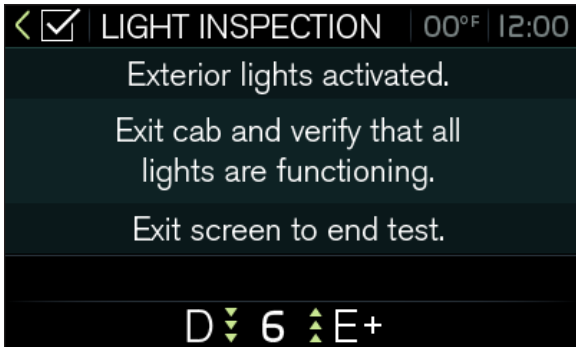 LIGHT INSPECTION 00°F 12:00
Exterior lights activated.
Exit cab and verify that all
lights are functioning.
Exit screen to end test.
D 6 E+